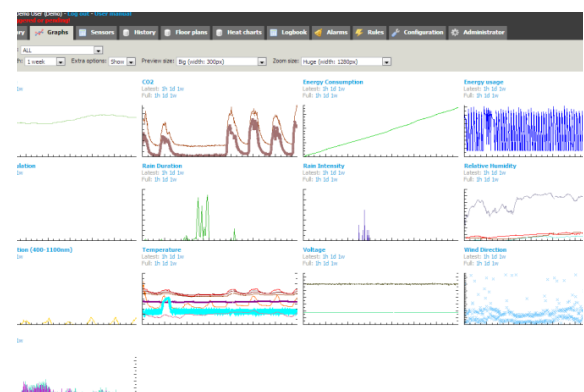 Demo User (Demo) - Log out - User manual
opened or pending!
ry Graphs Sensors History Floor plans Heat charts Logbook Alarms Rules Configuration Administrator
ALL
1 week Extra options: Show Preview size: Big (width: 300px) Zoom size: Huge (width: 1280px)
CO2 Energy Consumption Energy usage
1w Latest: 1h 1d 1w Latest: 1h 1d 1w Latest: 1h 1d 1w
Full: 1h 1d 1w Full: 1h 1d 1w Full: 1h 1d 1w
Rain Duration Rain Intensity Relative Humidity
1w Latest: 1h 1d 1w Latest: 1h 1d 1w Latest: 1h 1d 1w
Full: 1h 1d 1w Full: 1h 1d 1w Full: 1h 1d 1w
tion (400-1100nm) Temperature Voltage Wind Direction
1w Latest: 1h 1d 1w Latest: 1h 1d 1w Latest: 1h 1d 1w
Full: 1h 1d 1w Full: 1h 1d 1w Full: 1h 1d 1w
1w